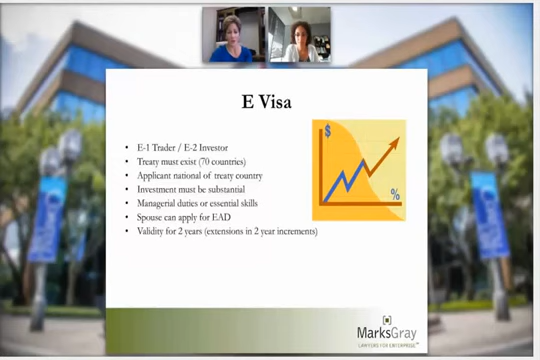 E Visa
• E-1 Trader / E-2 Investor
• Treaty must exist (70 countries)
• Applicant national of treaty country
• Investment must be substantial
• Managerial duties or essential skills
• Spouse can apply for EAD
• Validity for 2 years (extensions in 2 year increments)
$
%
MarksGray
LAWYERS FOR ENTERPRISE